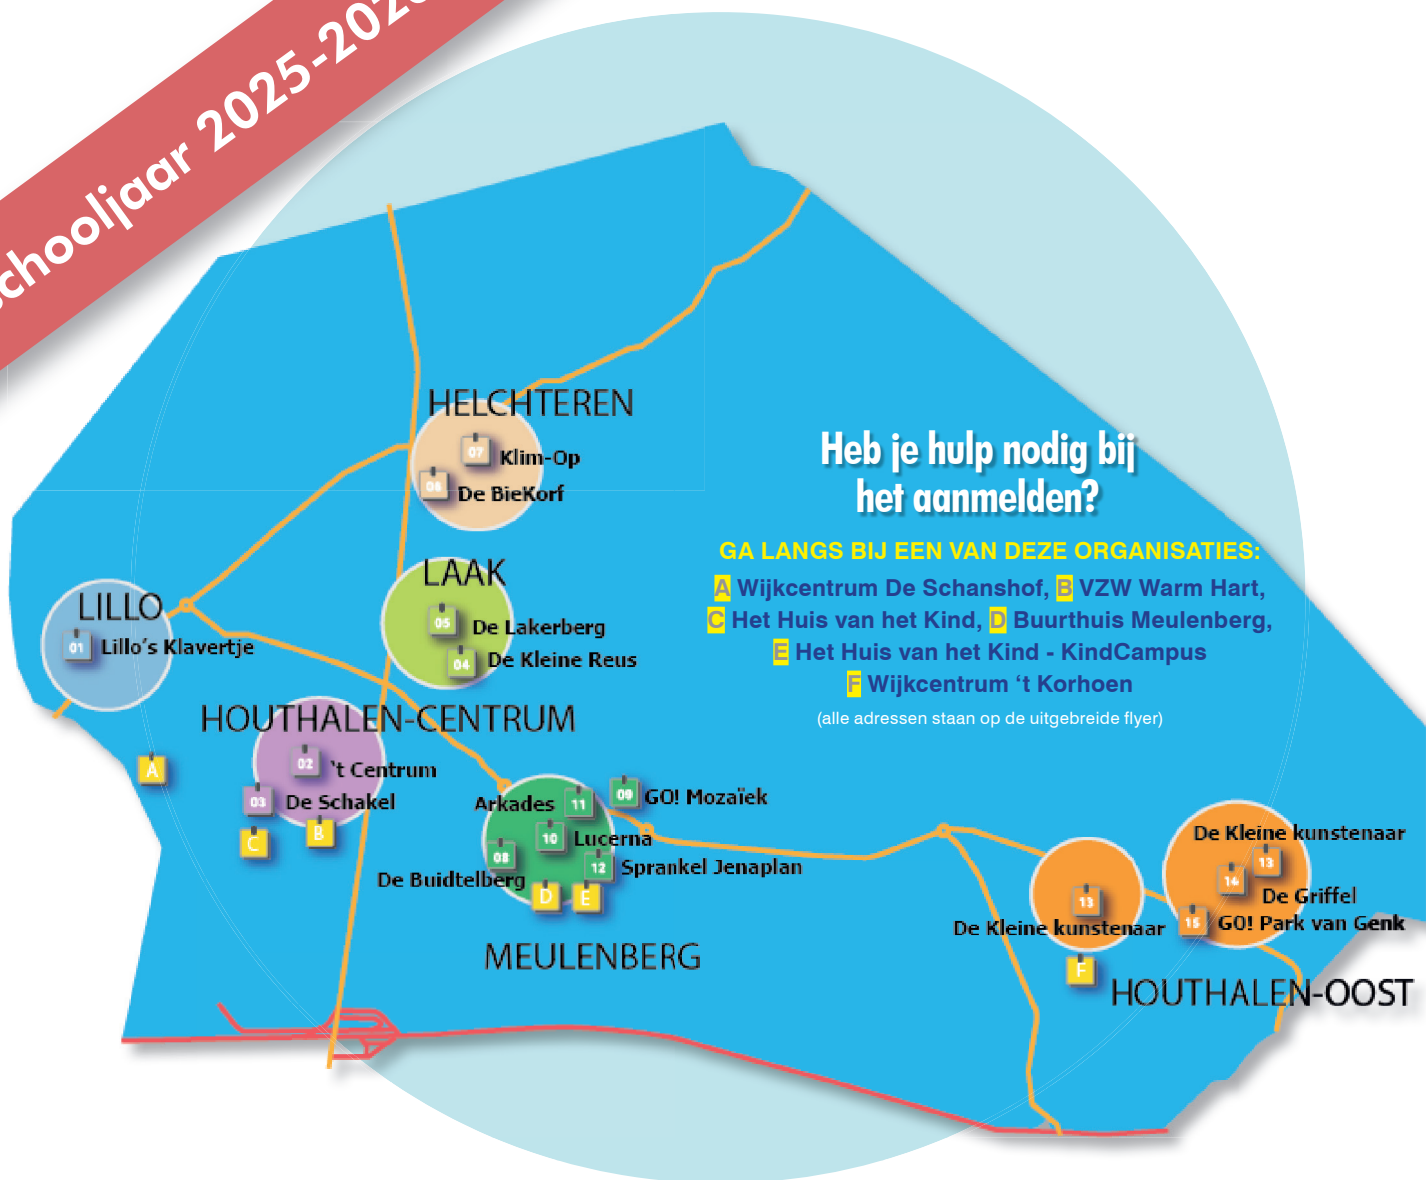 Schooljaar 2025-2026
HELCHTEREN
07 Klim-Op
06 De BieKorf
Heb je hulp nodig bij
het aanmelden?
GA LANGS BIJ EEN VAN DEZE ORGANISATIES:
A Wijkcentrum De Schanshof, B VZW Warm Hart,
C Het Huis van het Kind, D Buurthuis Meulenberg,
E Het Huis van het Kind - KindCampus
F Wijkcentrum ‘t Korhoen
(alle adressen staan op de uitgebreide flyer)
LAAK
05 De Lakerberg
04 De Kleine Reus
LILLO
01 Lillo’s Klavertje
HOUTHALEN-CENTRUM
02 ‘t Centrum
03 De Schakel
A
B
C
Arkades 11
09 GO! Mozaïek
10 Lucerna
08
De Buidtelberg
12 Sprankel Jenaplan
D
E
MEULENBERG
De Kleine kunstenaar
13
14
De Griffel
15 GO! Park van Genk
13
De Kleine kunstenaar
F
HOUTHALEN-OOST